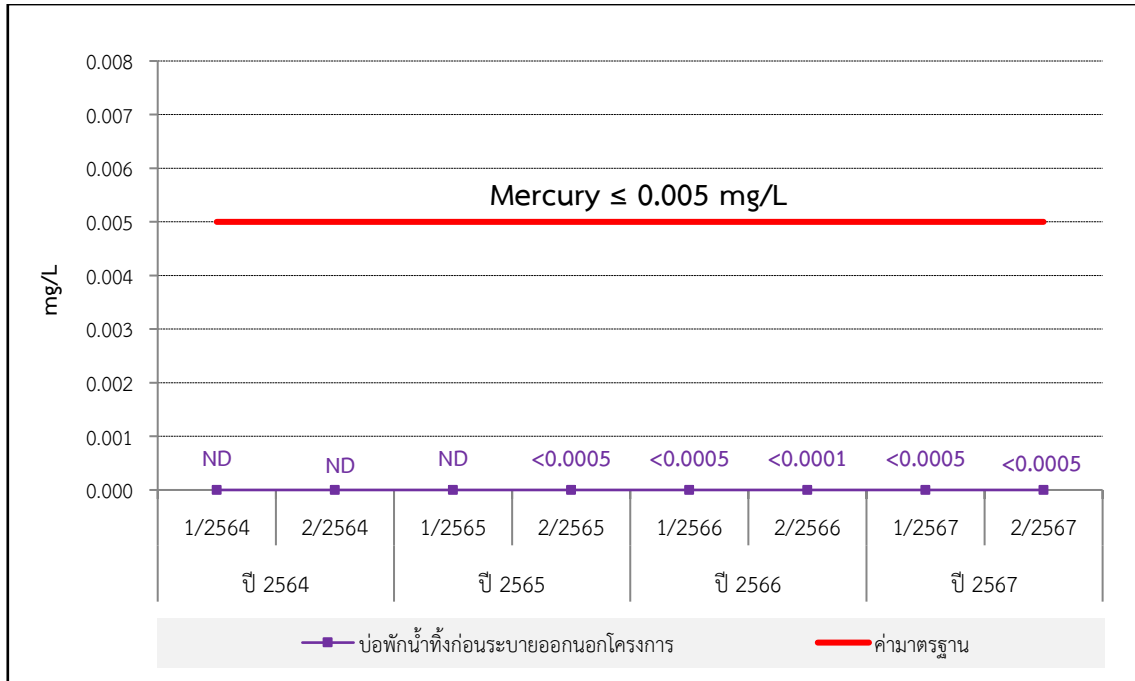 0.008
0.007
0.006
Mercury ≤ 0.005 mg/L
0.005
0.004
mg/L
0.003
0.002
0.001
ND ND ND <0.0005 <0.0005 <0.0001 <0.0005 <0.0005
0.000
1/2564 2/2564 1/2565 2/2565 1/2566 2/2566 1/2567 2/2567
ปี 2564 ปี 2565 ปี 2566 ปี 2567
บ่อพักน้ำทิ้งก่อนระบายออกนอกโครงการ ค่ามาตรฐาน